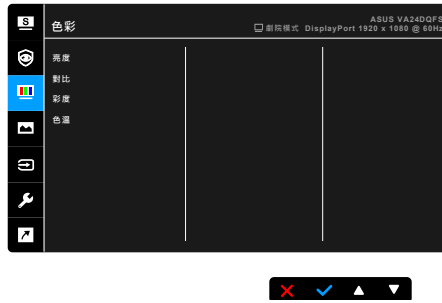 S
色彩
ASUS VA24DQFS
劇院模式 DisplayPort 1920 x 1080 @ 60Hz
亮度
對比
彩度
色溫